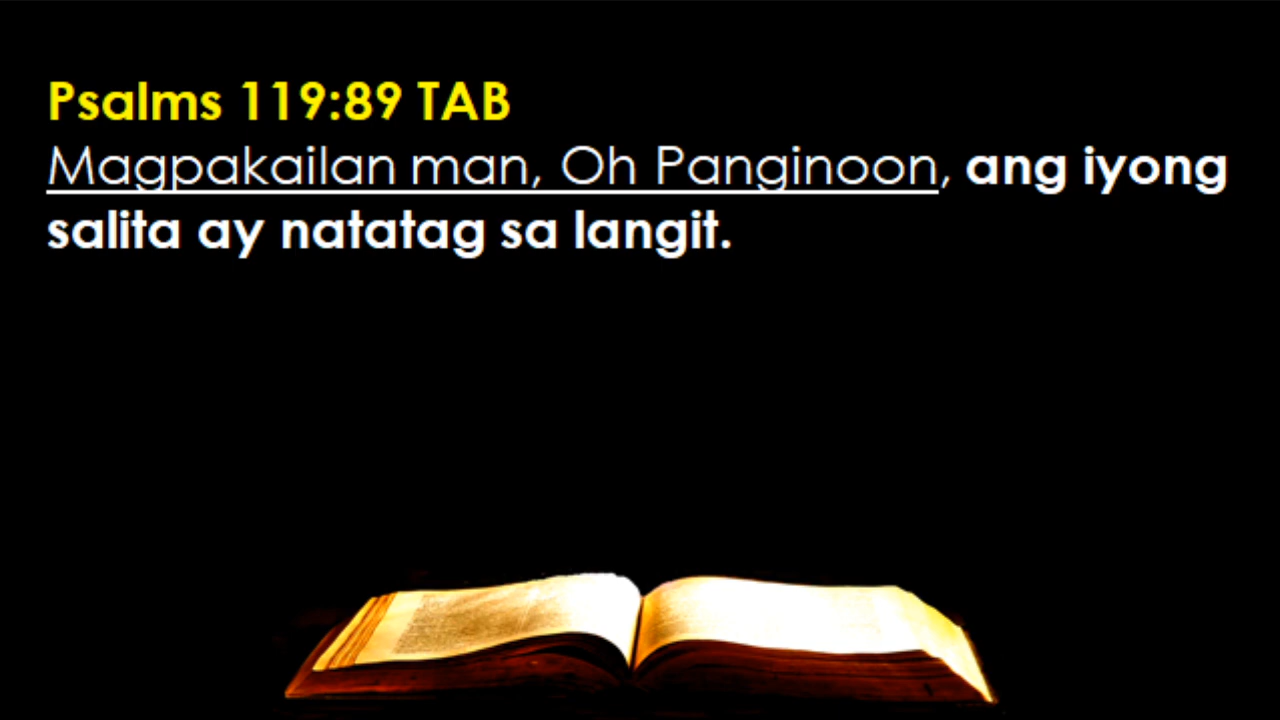 Psalms 119:89 TAB
Magpakailan man, Oh Panginoon, ang iyong
salita ay natatag sa langit.